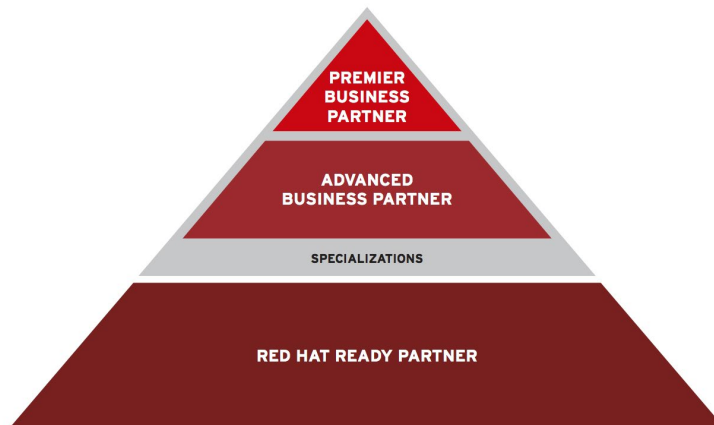 PREMIER
BUSINESS
PARTNER
ADVANCED
BUSINESS PARTNER
SPECIALIZATIONS
RED HAT READY PARTNER